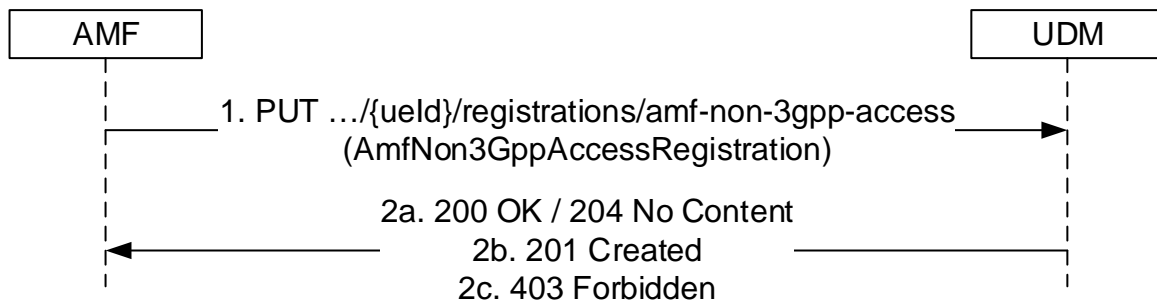 AMF
UDM
1. PUT …/{ueId}/registrations/amf-non-3gpp-access
(AmfNon3GppAccessRegistration)
2a. 200 OK / 204 No Content
2b. 201 Created
2c. 403 Forbidden